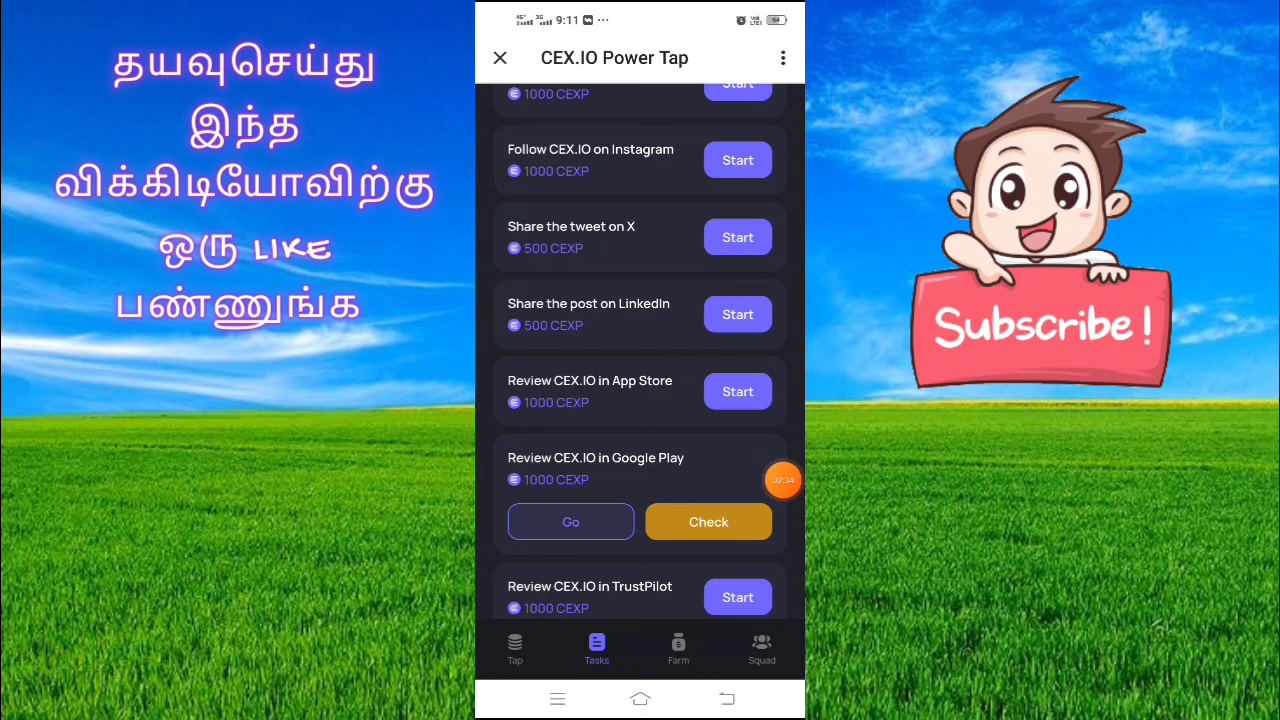 தயவுசெய்து
இந்த
விக்கிடியோவிற்கு
ஒரு LIKE
பண்ணுங்க
9:11
64
CEX.IO Power Tap
Start
1000 CEXP
Follow CEX.IO on Instagram
Start
1000 CEXP
Share the tweet on X
Start
500 CEXP
Share the post on LinkedIn
Start
500 CEXP
Review CEX.IO in App Store
Start
1000 CEXP
Review CEX.IO in Google Play
1000 CEXP
02:34
Go
Check
Review CEX.IO in TrustPilot
Start
1000 CEXP
Tap
Tasks
Farm
Squad
Subscribe!